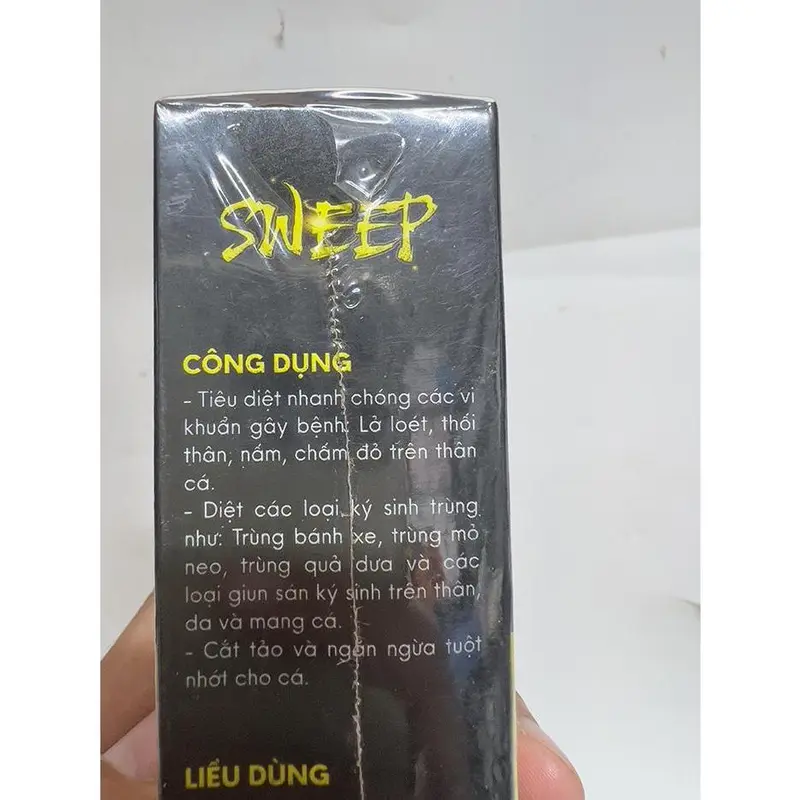 SWEEP
CÔNG DỤNG
- Tiêu diệt nhanh chóng các vi
khuẩn gây bệnh: Lở loét, thối
thân, nấm, chấm đỏ trên thân
cá.
- Diệt các loại ký sinh trùng
như: Trùng bánh xe, trùng mỏ
neo, trùng quả dưa và các
loại giun sán ký sinh trên thân,
da và mang cá.
- Cắt tảo và ngăn ngừa tuột
nhớt cho cá.
LIỀU DÙNG